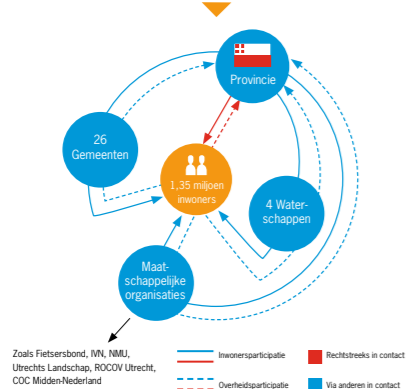 Provincie
26
Gemeenten
1,35 miljoen
inwoners
4 Water-
schappen
Maat-
schappelijke
organisaties
Zoals Fietsersbond, IVN, NMU,
Utrechts Landschap, ROCOV Utrecht,
COC Midden-Nederland
Inwonersparticipatie
Overheidsparticipatie
Rechtstreeks in contact
Via anderen in contact